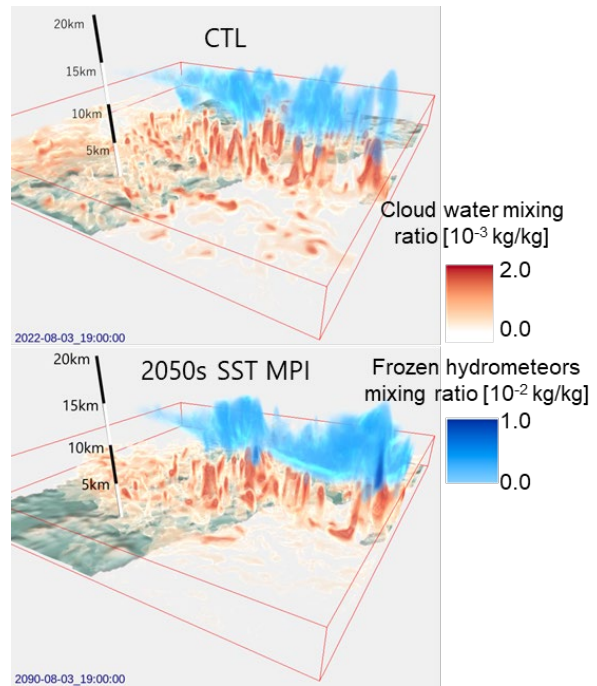 20km
CTL
15km
10km
5km
Cloud water mixing
ratio [10-3 kg/kg]
2.0
0.0
2022-08-03_19:00:00
20km
2050s SST MPI
Frozen hydrometeors
mixing ratio [10-2 kg/kg]
15km
1.0
10km
5km
0.0
2090-08-03_19:00:00